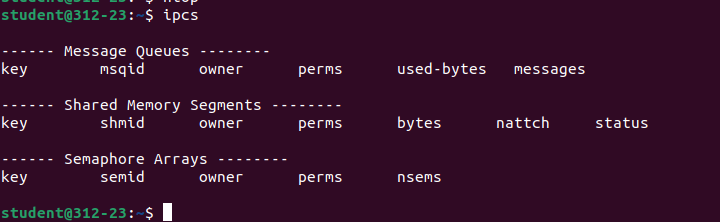 student@312-23:~$ ipcs
------ Message Queues --------
key        msqid      owner      perms      used-bytes   messages
------ Shared Memory Segments --------
key        shmid      owner      perms      bytes      nattch     status
------ Semaphore Arrays --------
key        semid      owner      perms      nsems
student@312-23:~$